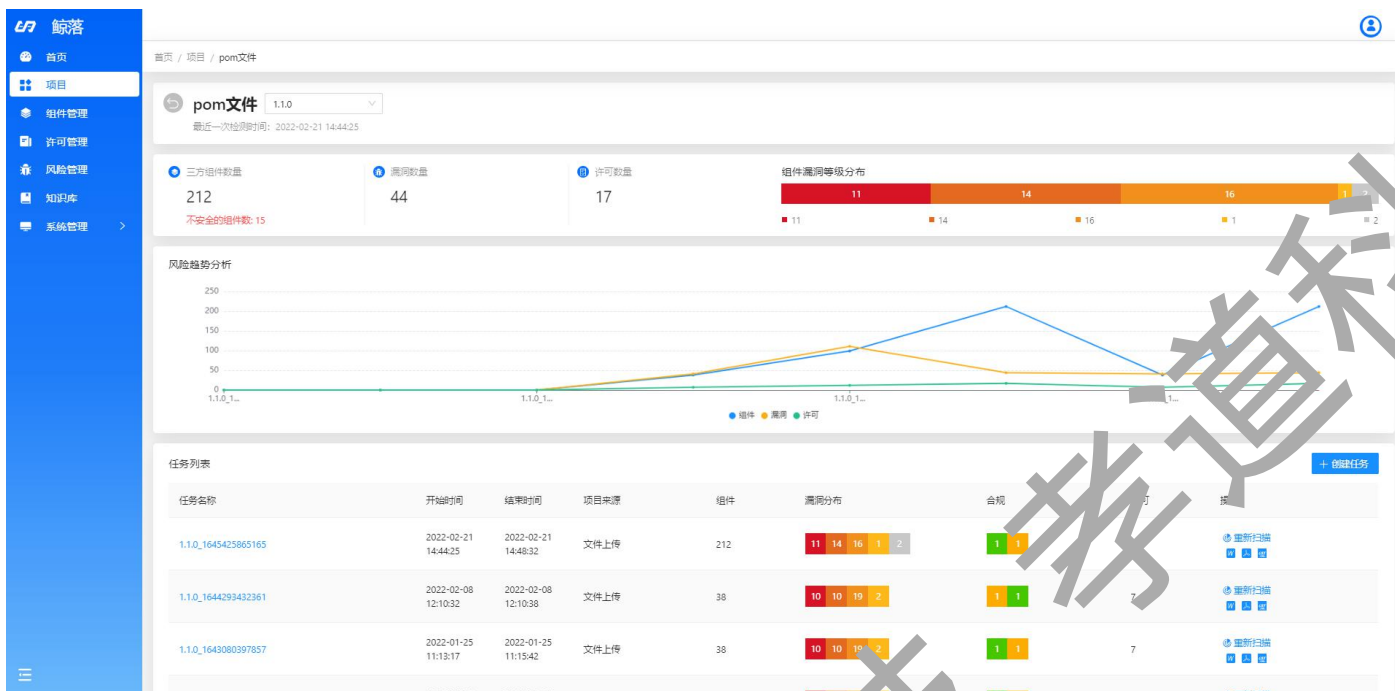 鲸落
首页
项目
组件管理
许可管理
风险管理
知识库
系统管理
首页 / 项目 / pom文件
pom文件 1.1.0
最近一次检测时间: 2022-02-21 14:44:25
三方组件数量 漏洞数量 许可数量 组件漏洞等级分布
212 44 17
11 14 16 1 2
不安全的组件数: 15
11 14 16 1 2
风险趋势分析
250
200
150
100
50
0
1.1.0_1... 1.1.0_1... 1.1.0_1...
组件 漏洞 许可
任务列表 + 创建任务
任务名称 开始时间 结束时间 项目来源 组件 漏洞分布 合规
1.1.0_1645425865165 2022-02-21 14:44:25 2022-02-21 14:48:32 文件上传 212 11 14 16 1 2 1 1 重新扫描
1.1.0_1644293432361 2022-02-08 12:10:32 2022-02-08 12:10:38 文件上传 38 10 10 19 2 1 1 7 重新扫描
1.1.0_1643080397857 2022-01-25 11:13:17 2022-01-25 11:15:42 文件上传 38 10 10 19 2 1 1 7 重新扫描
孝道科